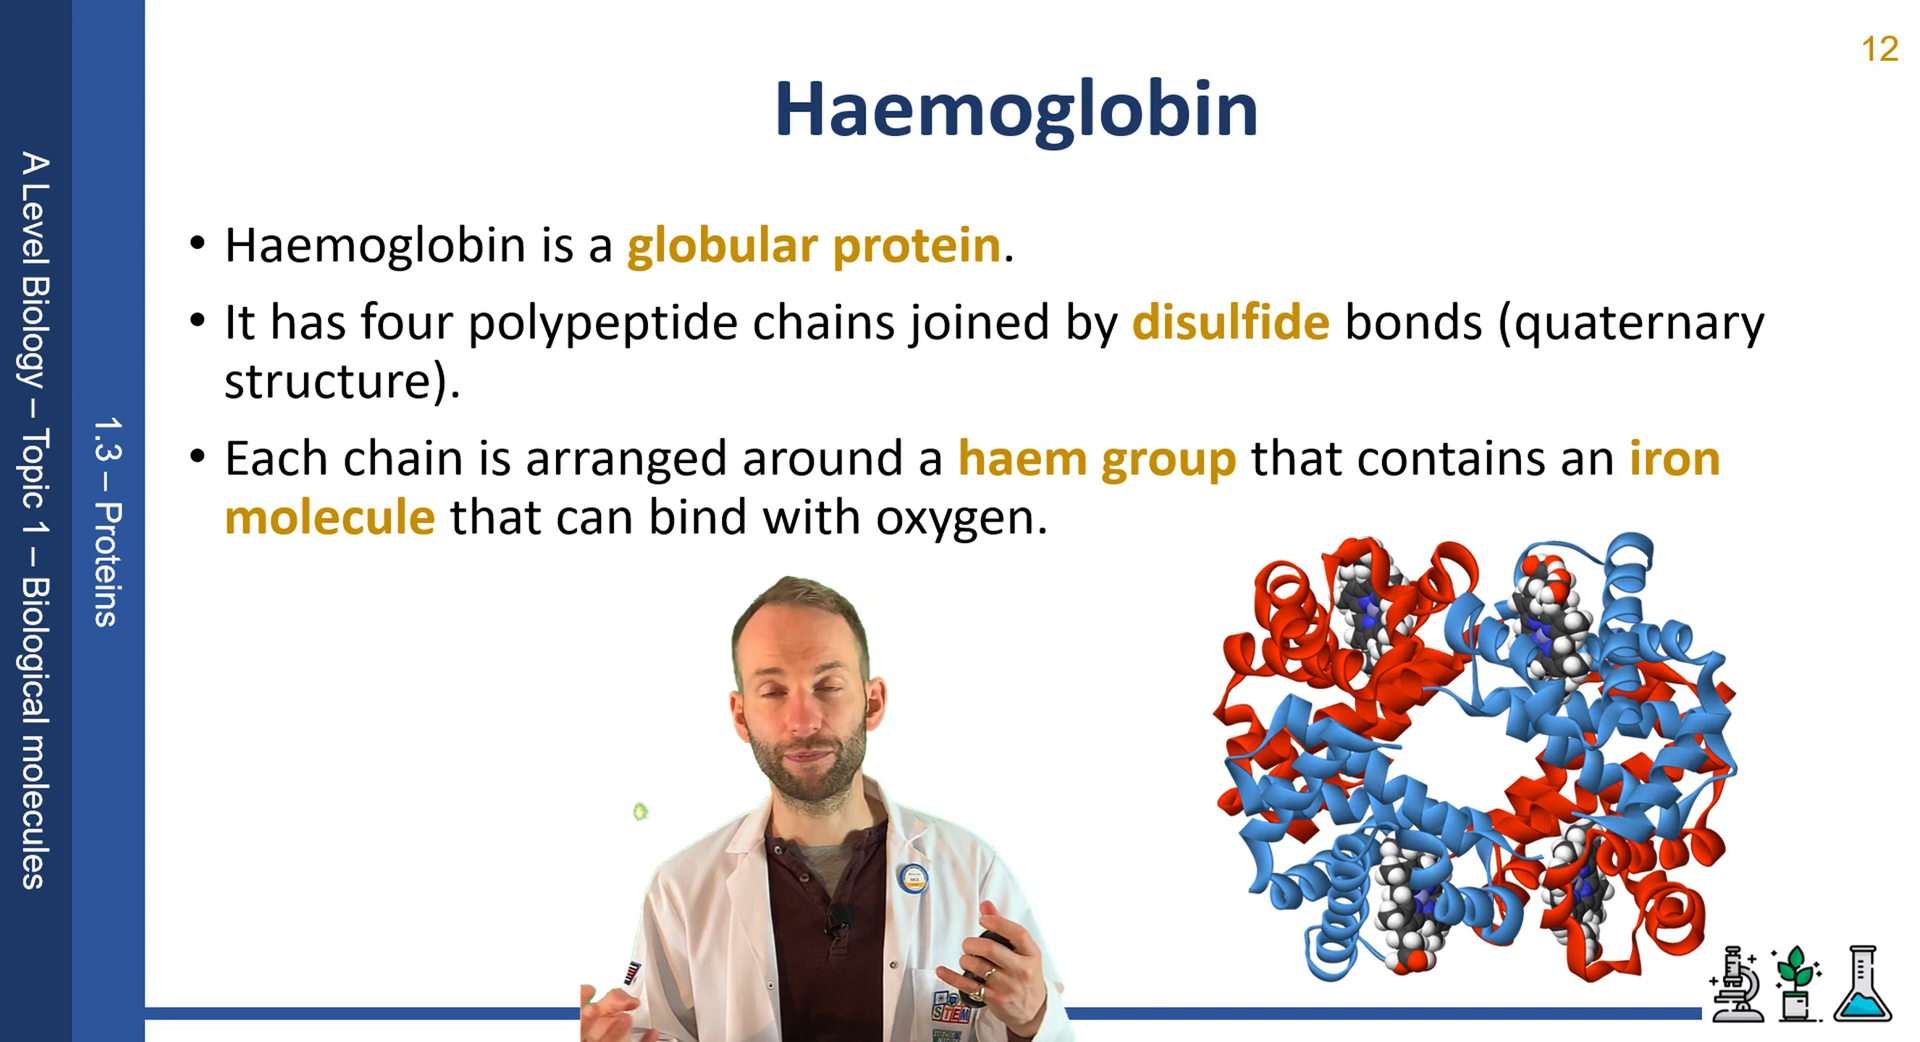 12
Haemoglobin
• Haemoglobin is a globular protein.
• It has four polypeptide chains joined by disulfide bonds (quaternary
structure).
• Each chain is arranged around a haem group that contains an iron
molecule that can bind with oxygen.
A Level Biology – Topic 1 – Biological molecules
1.3 – Proteins
STEM